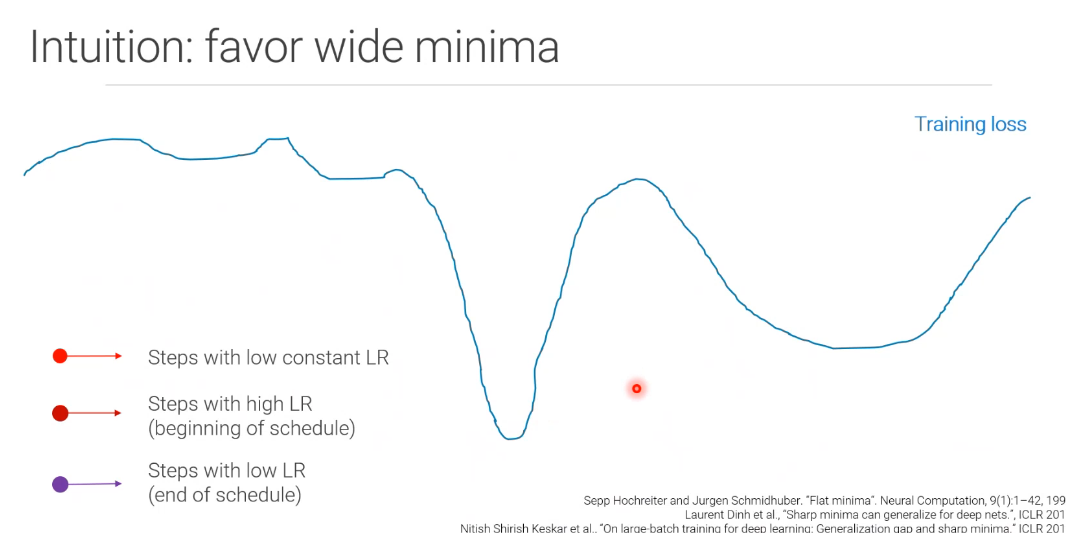 Intuition: favor wide minima
Training loss
Steps with low constant LR
Steps with high LR
(beginning of schedule)
Steps with low LR
(end of schedule)
Sepp Hochreiter and Jurgen Schmidhuber. “Flat minima”. Neural Computation, 9(1):1–42, 199
Laurent Dinh et al., “Sharp minima can generalize for deep nets.”, ICLR 201
Nitish Shirish Keskar et al., “On large-batch training for deep learning: Generalization gap and sharp minima.” ICLR 201